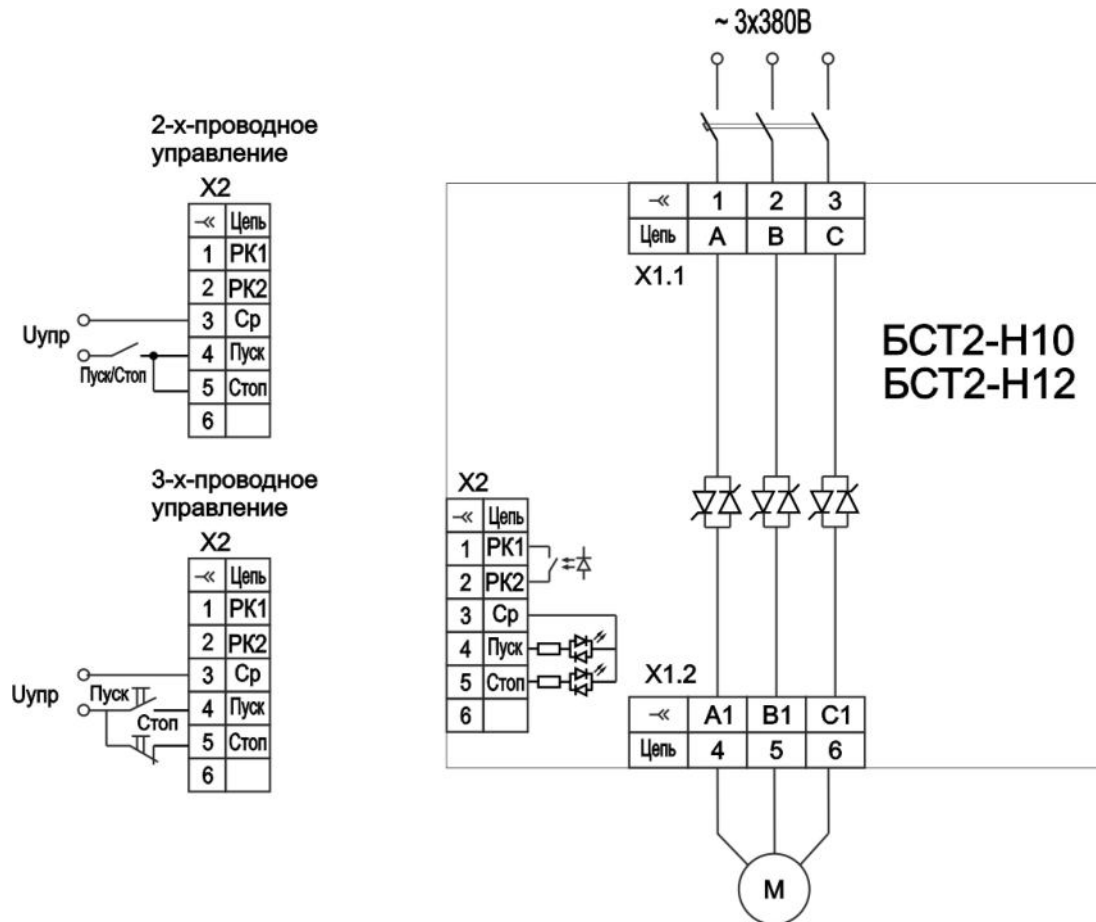 ~ 3x380В
2-х-проводное
управление
X2
Цепь
1 РК1
2 РК2
3 Ср
4 Пуск
5 Стоп
6
Uупр
Пуск/Стоп
3-х-проводное
управление
X2
Цепь
1 РК1
2 РК2
3 Ср
4 Пуск
5 Стоп
6
Uупр
Пуск
Стоп
1 2 3
Цепь A B C
X1.1
БСТ2-Н10
БСТ2-Н12
X2
Цепь
1 РК1
2 РК2
3 Ср
4 Пуск
5 Стоп
6
X1.2
A1 B1 C1
Цепь 4 5 6
М